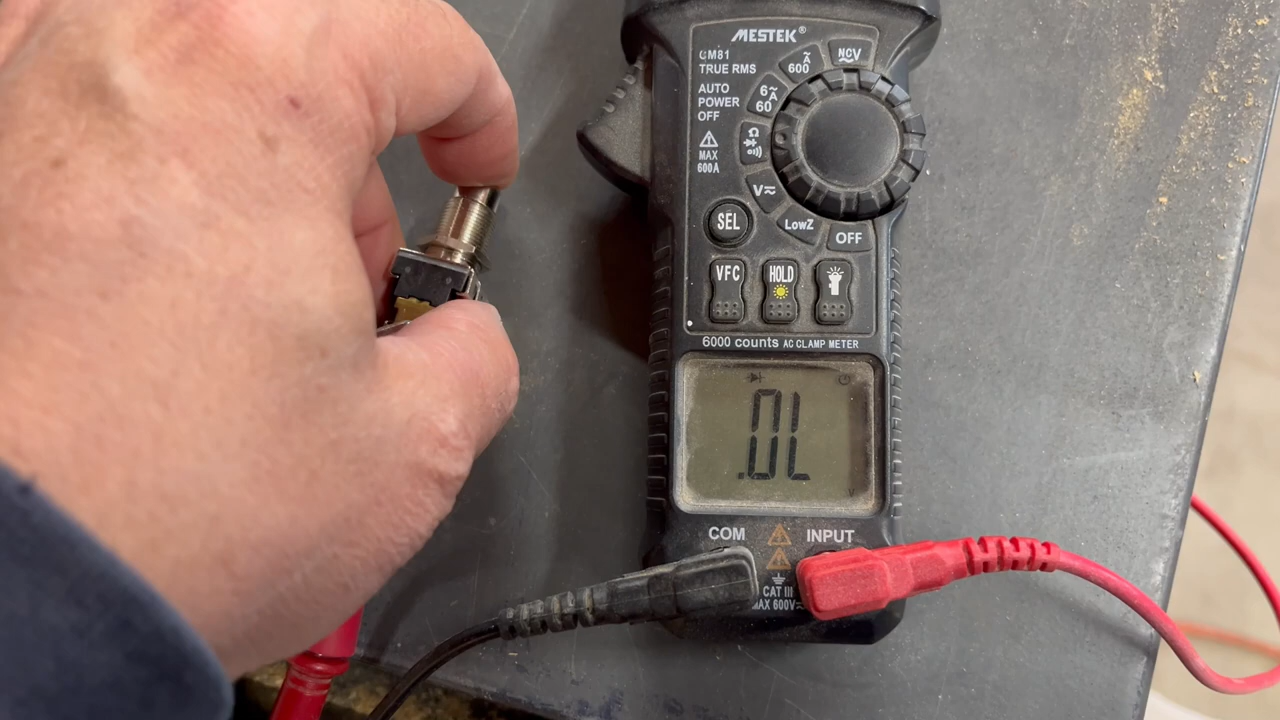 MESTEK®
CM81
TRUE RMS
AUTO
POWER
OFF
MAX
600A
NCV
600 A
6 A
60
Ω
V
LowZ
OFF
SEL
VFC
HOLD
6000 counts AC CLAMP METER
.OL
COM
INPUT
CAT III
MAX 600V